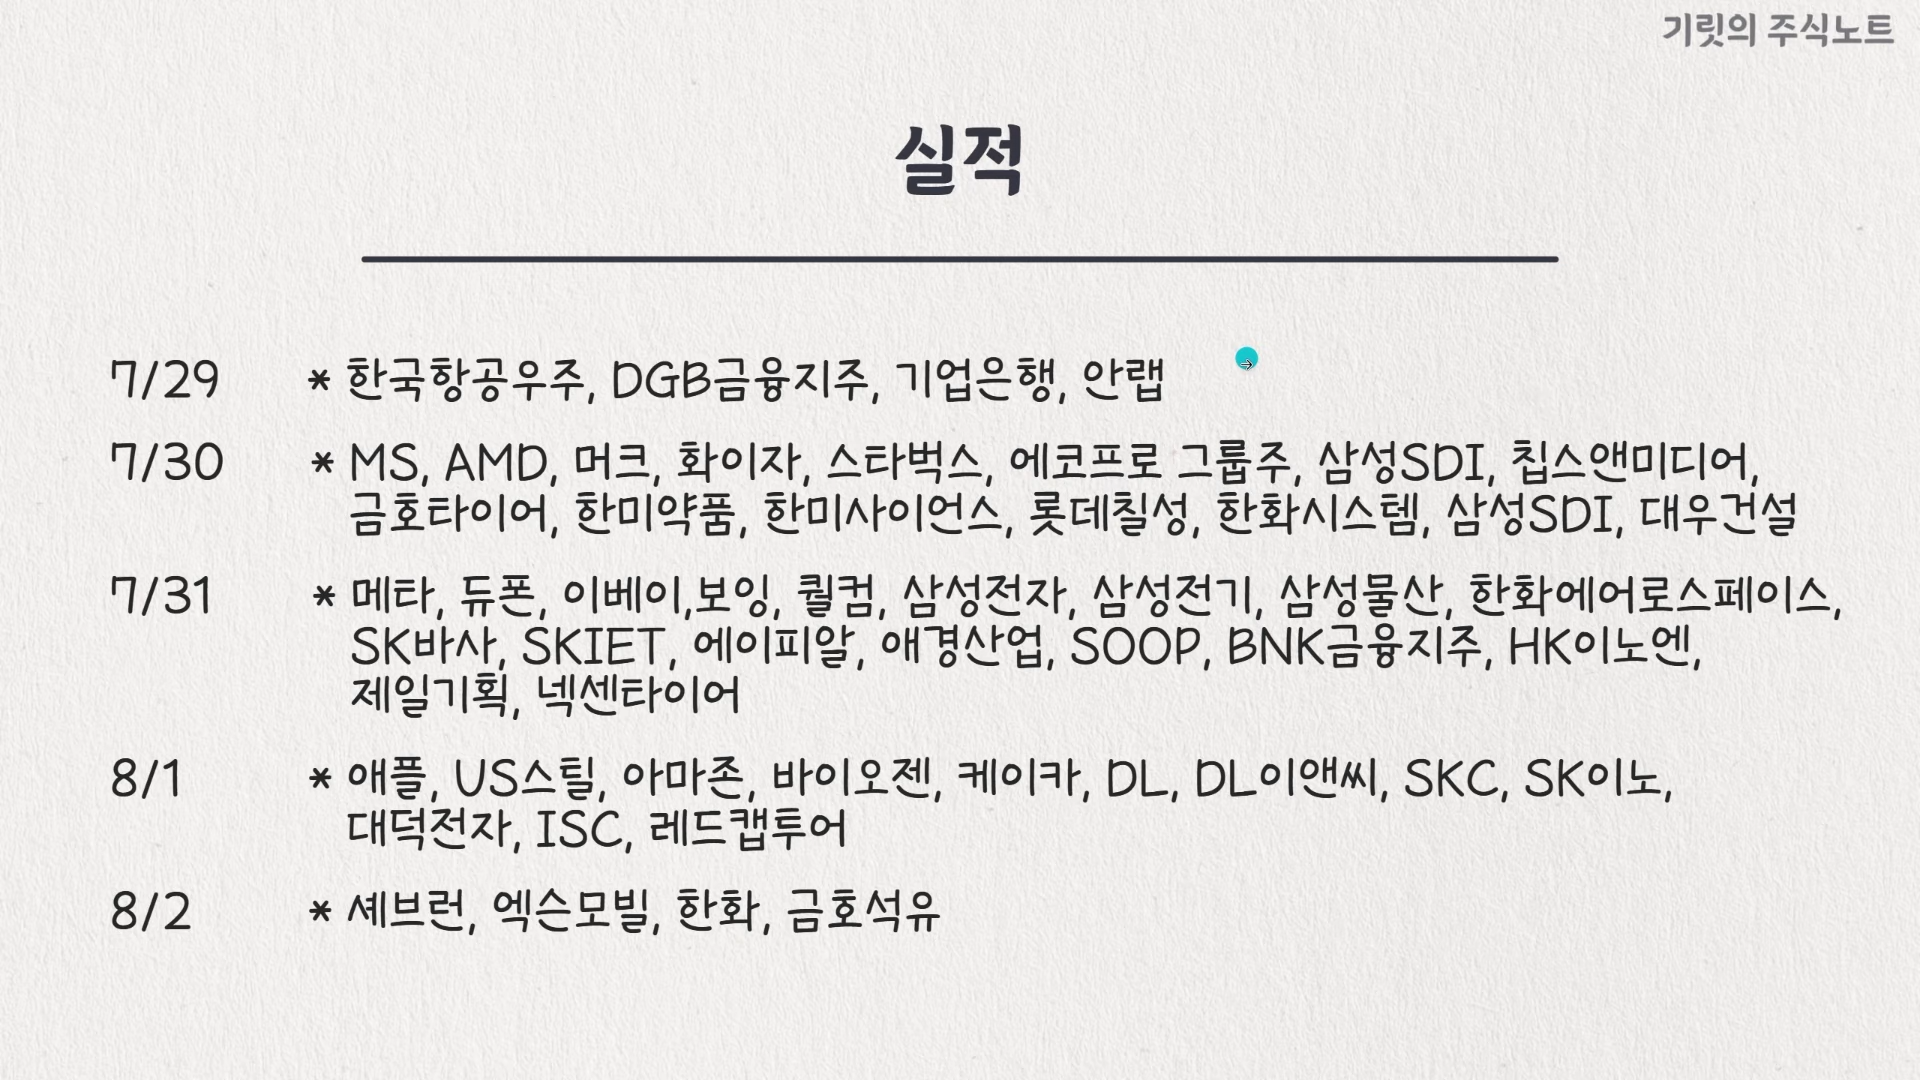 기릿의 주식노트
실적
7/29 * 한국항공우주, DGB금융지주, 기업은행, 안랩
7/30 * MS, AMD, 머크, 화이자, 스타벅스, 에코프로 그룹주, 삼성SDI, 칩스앤미디어,
금호타이어, 한미약품, 한미사이언스, 롯데칠성, 한화시스템, 삼성SDI, 대우건설
7/31 * 메타, 듀폰, 이베이,보잉, 퀄컴, 삼성전자, 삼성전기, 삼성물산, 한화에어로스페이스,
SK바사, SKIET, 에이피알, 애경산업, SOOP, BNK금융지주, HK이노엔,
제일기획, 넥센타이어
8/1 * 애플, US스틸, 아마존, 바이오젠, 케이카, DL, DL이앤씨, SKC, SK이노,
대덕전자, ISC, 레드캡투어
8/2 * 셰브런, 엑슨모빌, 한화, 금호석유